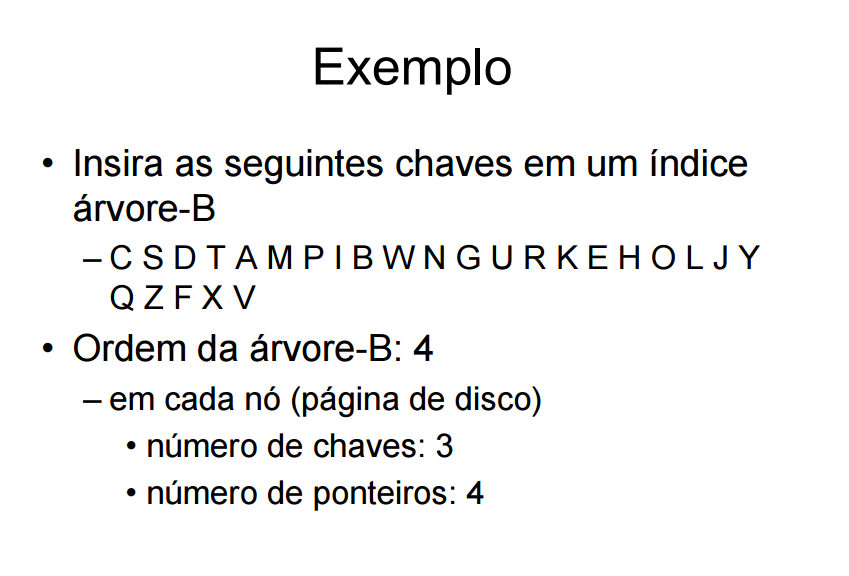 Exemplo
• Insira as seguintes chaves em um índice
árvore-B
– C S D T A M P I B W N G U R K E H O L J Y
Q Z F X V
• Ordem da árvore-B: 4
– em cada nó (página de disco)
• número de chaves: 3
• número de ponteiros: 4